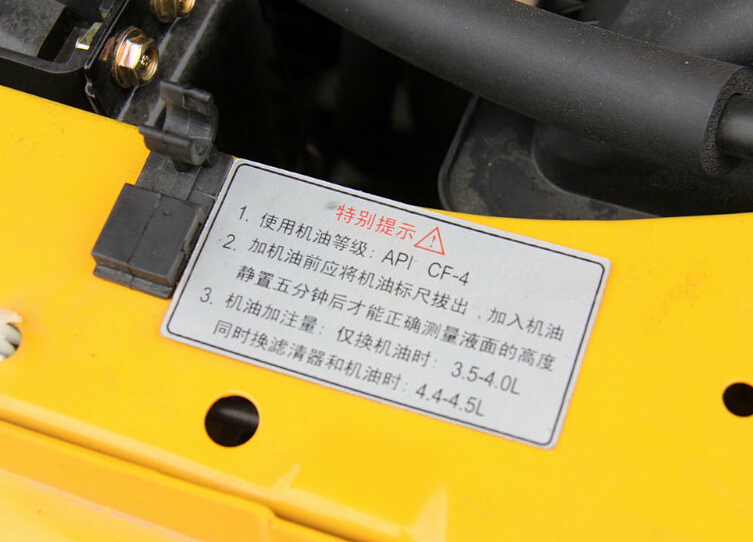 特别提示
1. 使用机油等级: API CF-4
2. 加机油前应将机油标尺拔出,加入机油
静置五分钟后才能正确测量液面的高度
3. 机油加注量: 仅换机油时: 3.5-4.0L
同时换滤清器和机油时: 4.4-4.5L